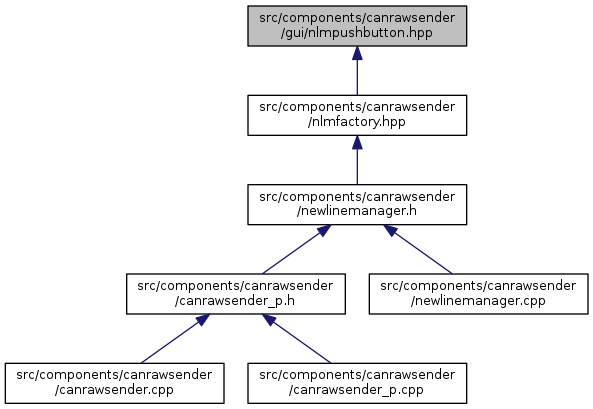 src/components/canrawsender
/gui/nlmpushbutton.hpp
src/components/canrawsender
/nlmfactory.hpp
src/components/canrawsender
/newlinemanager.h
src/components/canrawsender
/canrawsender_p.h
src/components/canrawsender
/newlinemanager.cpp
src/components/canrawsender
/canrawsender.cpp
src/components/canrawsender
/canrawsender_p.cpp